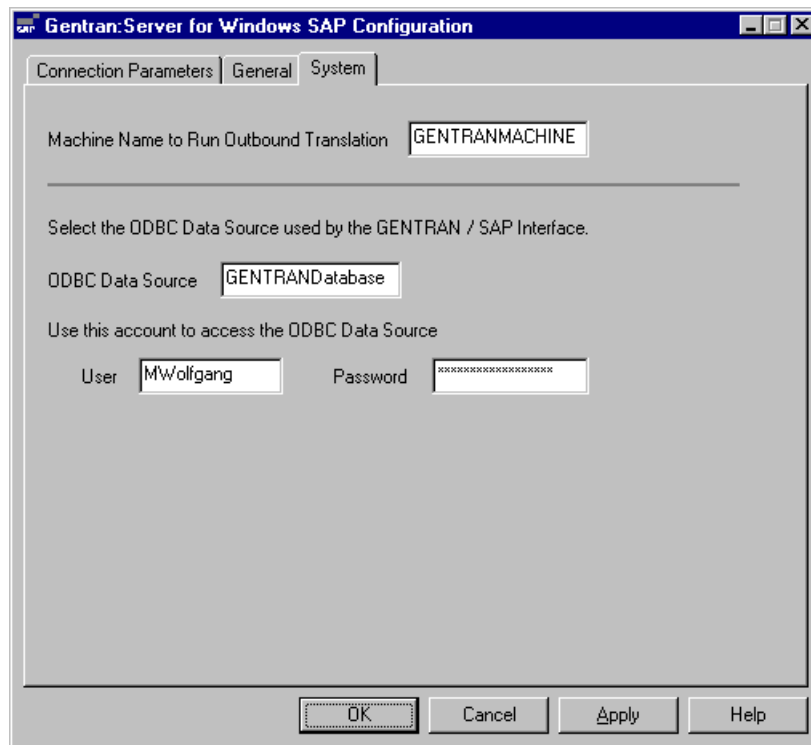 Gentran:Server for Windows SAP Configuration
Connection Parameters General System
Machine Name to Run Outbound Translation GENTRANMACHINE
Select the ODBC Data Source used by the GENTRAN / SAP Interface.
ODBC Data Source GENTRANDatabase
Use this account to access the ODBC Data Source
User MWolfgang Password ******************
OK Cancel Apply Help